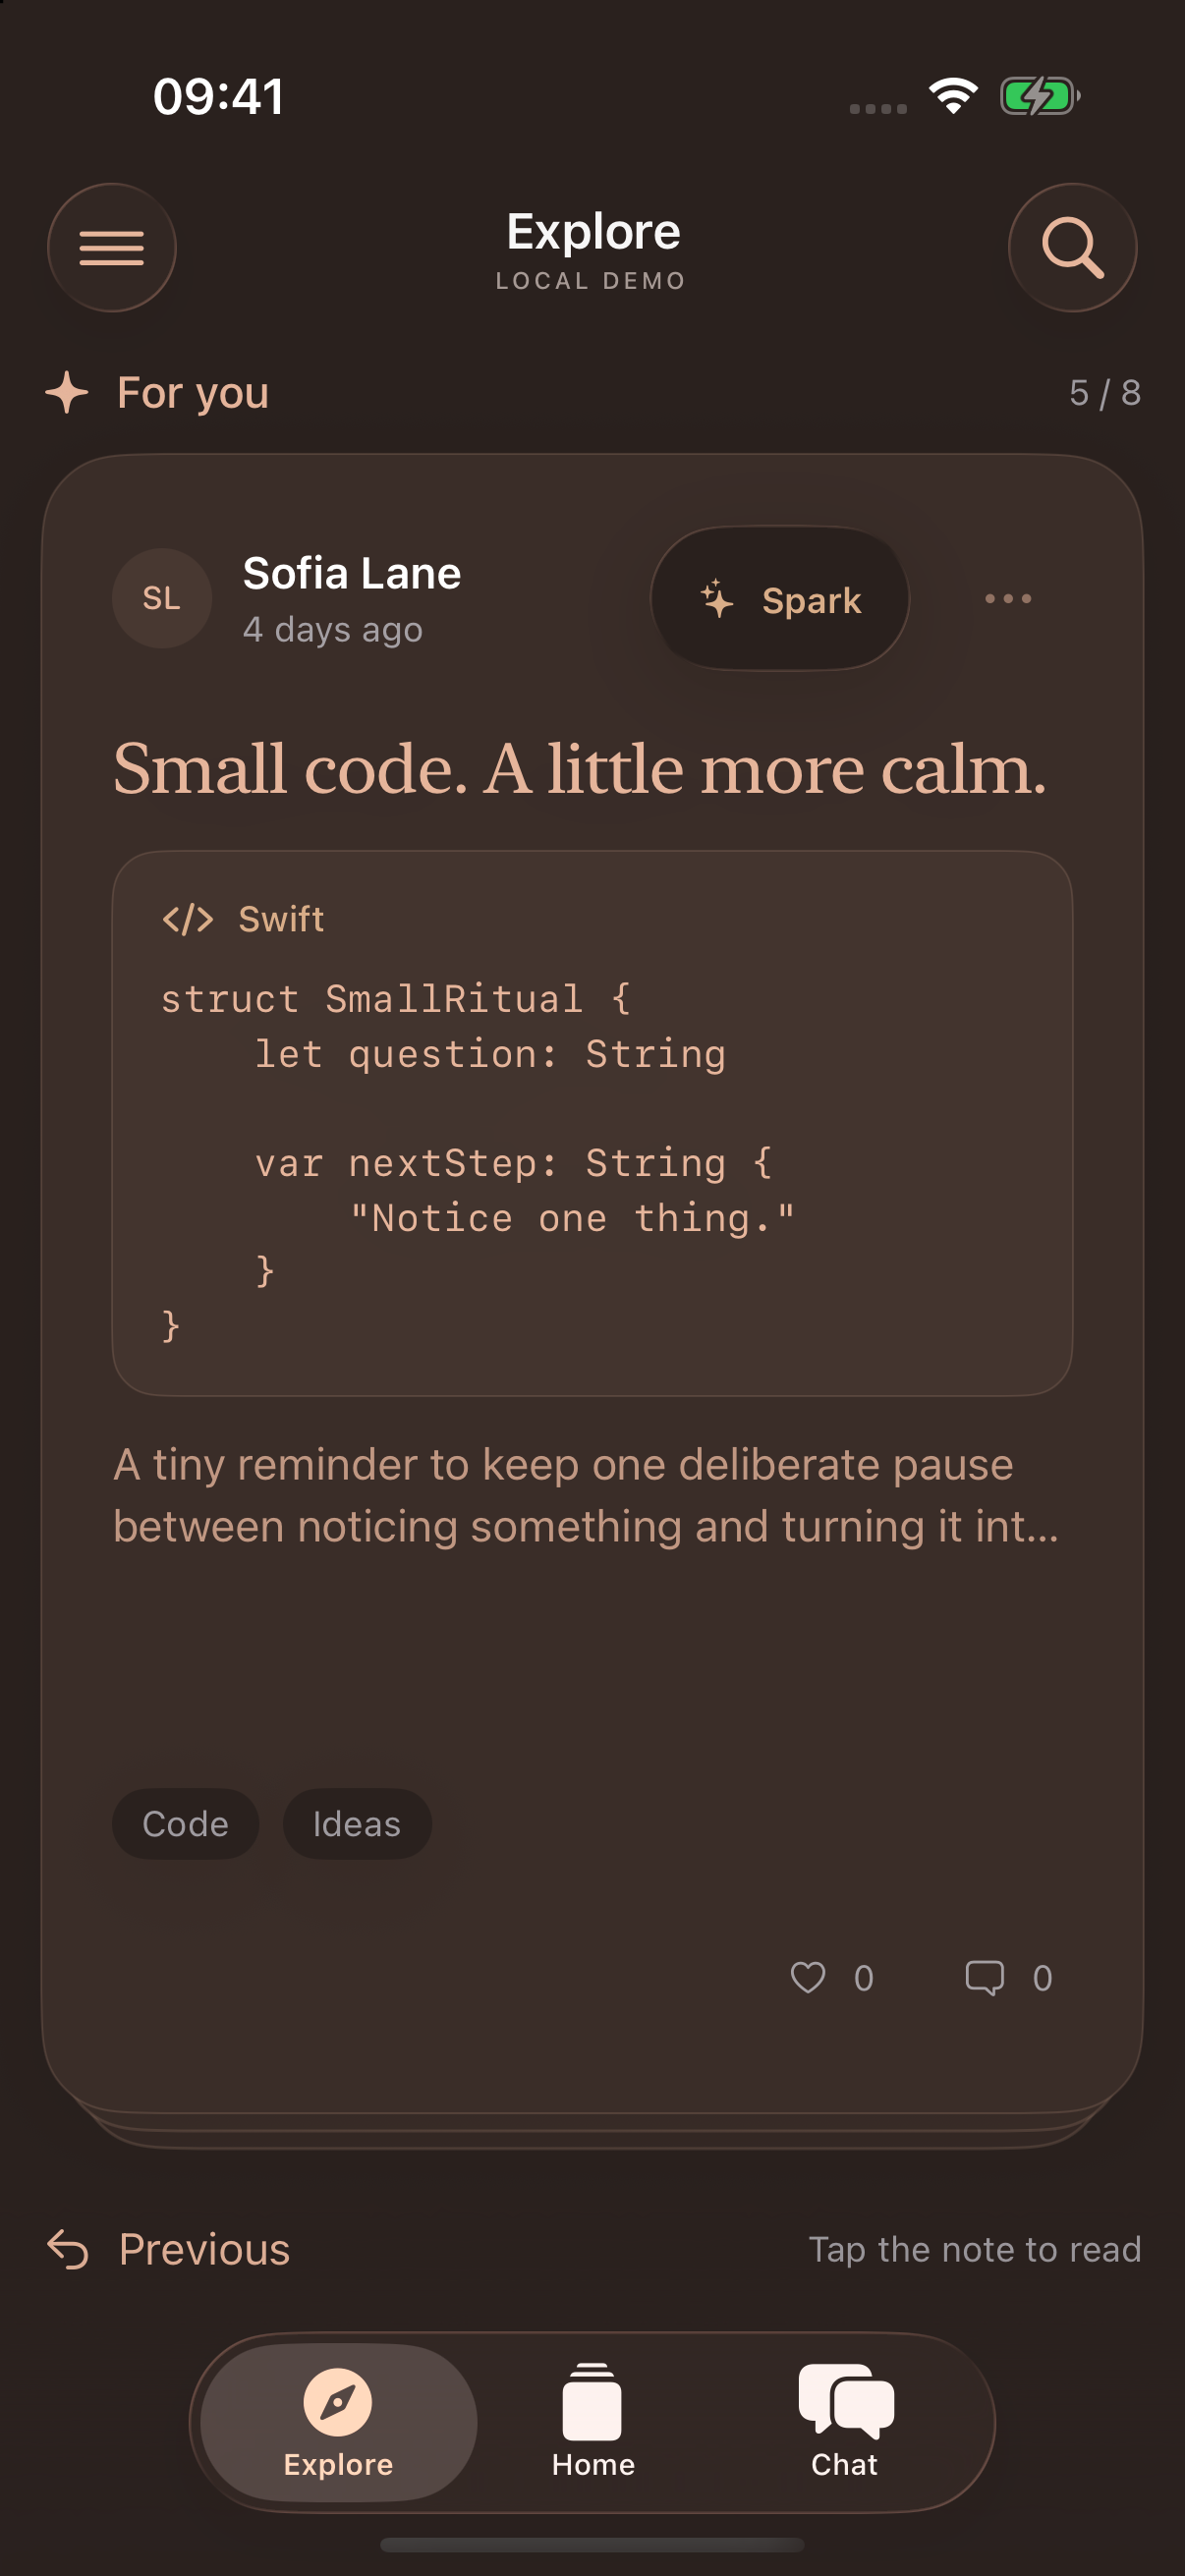 09:41
Explore
LOCAL DEMO
For you
5 / 8
SL
Sofia Lane
4 days ago
Spark
Small code. A little more calm.
</> Swift
struct SmallRitual {
    let question: String

    var nextStep: String {
        "Notice one thing."
    }
}
A tiny reminder to keep one deliberate pause
between noticing something and turning it int...
Code
Ideas
0
0
Previous
Tap the note to read
Explore
Home
Chat